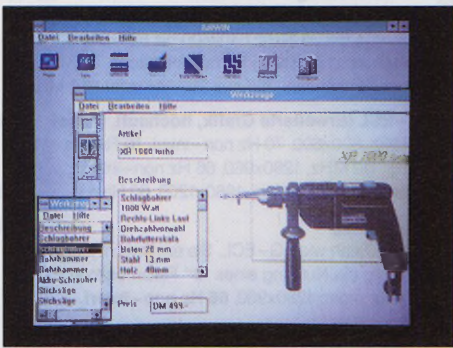 Datei Bearbeiten Hilfe
Werkzeuge
Datei Bearbeiten Hilfe
Artikel
1000 turbo
Beschreibung
Schlagbohrer
1000 Watt
Rechts-Links-Lauf
Drehzahlvorwahl
Bohrtiefenskala
Beton 20 mm
Stahl 13 mm
Holz 40mm
Preis DM 499.-
Werkzeug
Datei Hilfe
Beschreibung
Schlagbohrer
Schlagbohrer
Bohrhammer
Bohrhammer
Akku-Schrauber
Stichsäge
Stichsäge